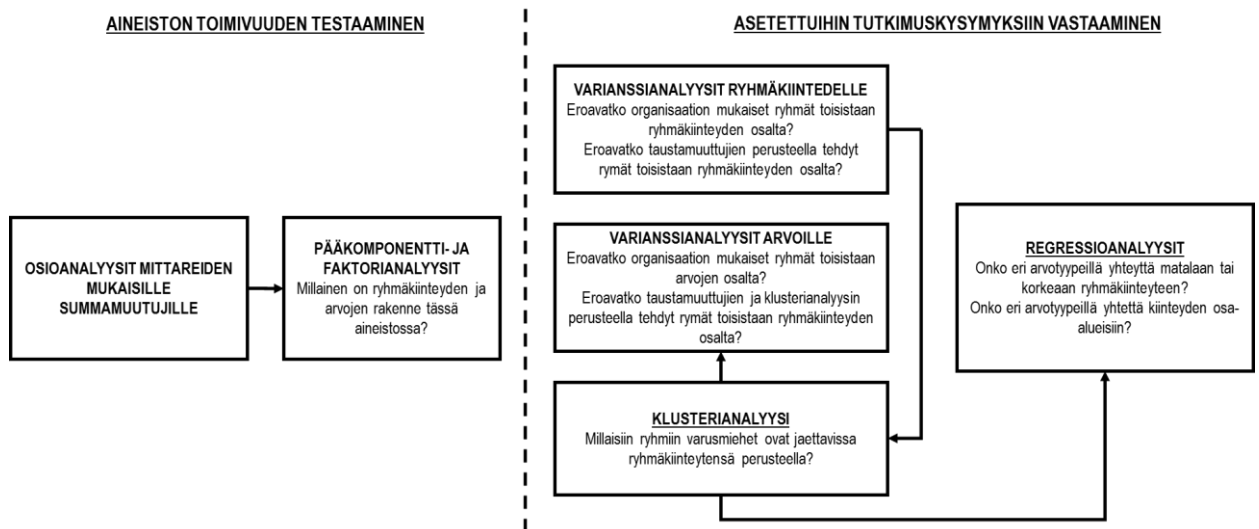 AINEISTON TOIMIVUUDEN TESTAAMINEN
OSIOANALYYSIT MITTAREIDEN
MUKAISILLE
SUMMAMUUTUJILLE
PÄÄKOMPONENTTI- JA
FAKTORIANALYYSIT
Millainen on ryhmäkiinteyden ja
arvojen rakenne tässä
aineistossa?
ASETETTUIHIN TUTKIMUSKYSYMYKSIIN VASTAAMINEN
VARIANSSIANALYYSIT RYHMÄKIINTEDELLE
Eroavatko organisaation mukaiset ryhmät toisistaan
ryhmäkiinteyden osalta?
Eroavatko taustamuuttujien perusteella tehdyt
rymät toisistaan ryhmäkiinteyden osalta?
VARIANSSIANALYYSIT ARVOILLE
Eroavatko organisaation mukaiset ryhmät toisistaan
arvojen osalta?
Eroavatko taustamuuttujien ja klusterianalyysin
perusteella tehdyt rymät toisistaan ryhmäkiinteyden
osalta?
KLUSTERIANALYYSI
Millaisiin ryhmiin varusmiehet ovat jaettavissa
ryhmäkiinteytensä perusteella?
REGRESSIOANALYYSIT
Onko eri arvotyypeillä yhteyttä matalaan tai
korkeaan ryhmäkiinteyteen?
Onko eri arvotyypeillä yhtettä kiinteyden osa-
alueisiin?